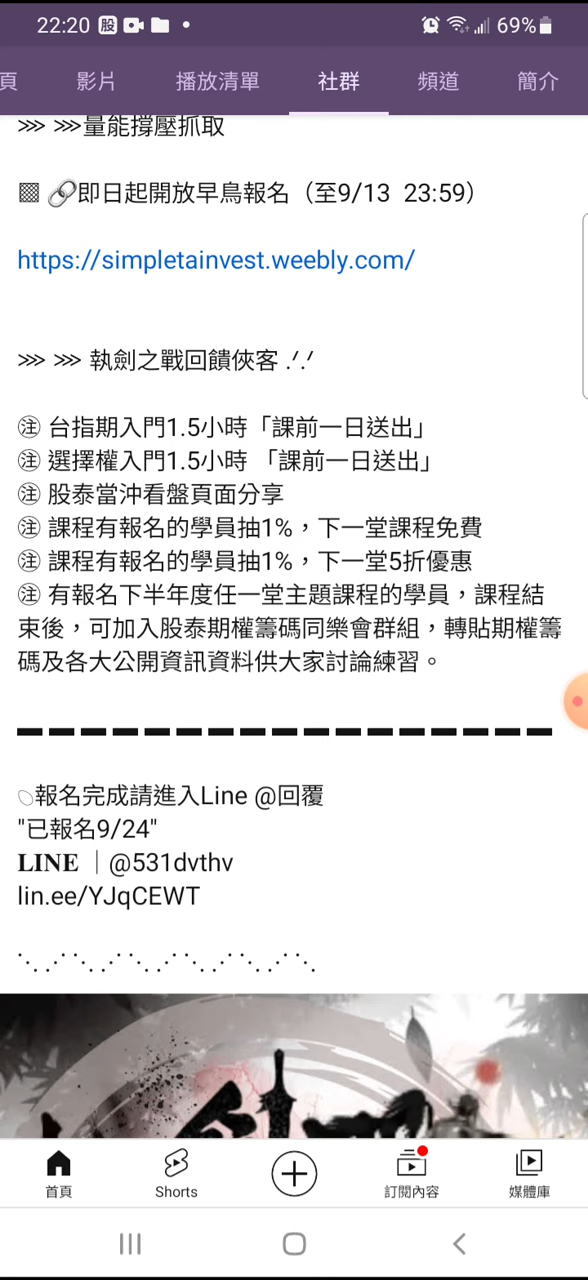 22:20 股 69%
頁 影片 播放清單 社群 頻道 簡介
⋙ ⋙量能撐壓抓取
▩ 🔗即日起開放早鳥報名（至9/13 23:59）
https://simpletainvest.weebly.com/
⋙ ⋙ 執劍之戰回饋俠客 .ᐟ.ᐟ
㊟ 台指期入門1.5小時「課前一日送出」
㊟ 選擇權入門1.5小時 「課前一日送出」
㊟ 股泰當沖看盤頁面分享
㊟ 課程有報名的學員抽1%，下一堂課程免費
㊟ 課程有報名的學員抽1%，下一堂5折優惠
㊟ 有報名下半年度任一堂主題課程的學員，課程結
束後，可加入股泰期權籌碼同樂會群組，轉貼期權籌
碼及各大公開資訊資料供大家討論練習。
▬▬▬▬▬▬▬▬▬▬▬▬▬▬▬▬▬
報名完成請進入Line @回覆
"已報名9/24"
𝐋𝐈𝐍𝐄 ｜@531dvthv
lin.ee/YJqCEWT
⋱⋰⋱⋰⋱⋰⋱⋰⋱⋰⋱
首頁 Shorts 訂閱內容 媒體庫